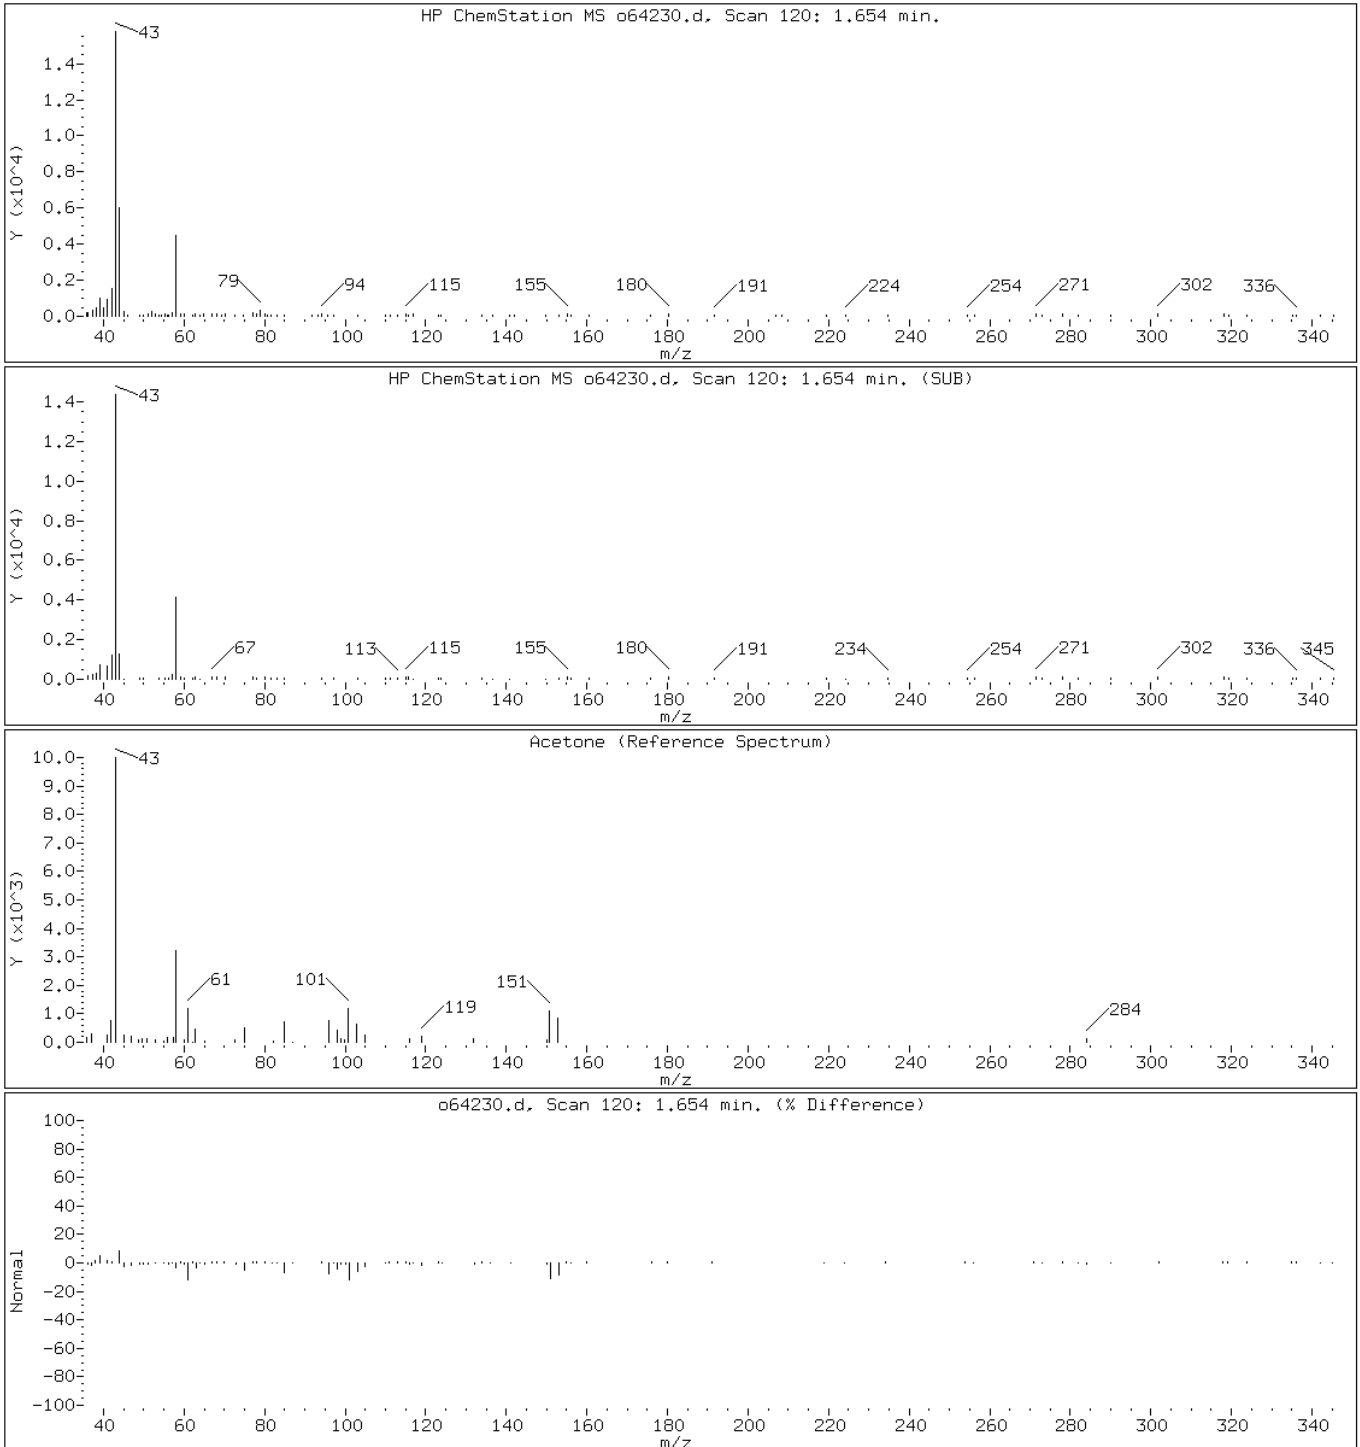 HP ChemStation MS o64230.d, Scan 120: 1.654 min.
43
1.4
1.2
1.0
0.8
0.6
0.4
0.2
0.0
Y (x10^4)
79 94 115 155 180 191 224 254 271 302 336
40 60 80 100 120 140 160 180 200 220 240 260 280 300 320 340
m/z
HP ChemStation MS o64230.d, Scan 120: 1.654 min. (SUB)
43
1.4
1.2
1.0
0.8
0.6
0.4
0.2
0.0
Y (x10^4)
67 113 115 155 180 191 234 254 271 302 336 345
40 60 80 100 120 140 160 180 200 220 240 260 280 300 320 340
m/z
Acetone (Reference Spectrum)
43
10.0
9.0
8.0
7.0
6.0
5.0
4.0
3.0
2.0
1.0
0.0
Y (x10^3)
61 101 119 151 284
40 60 80 100 120 140 160 180 200 220 240 260 280 300 320 340
m/z
o64230.d, Scan 120: 1.654 min. (% Difference)
100
80
60
40
20
0
-20
-40
-60
-80
-100
Normal
40 60 80 100 120 140 160 180 200 220 240 260 280 300 320 340
m/z